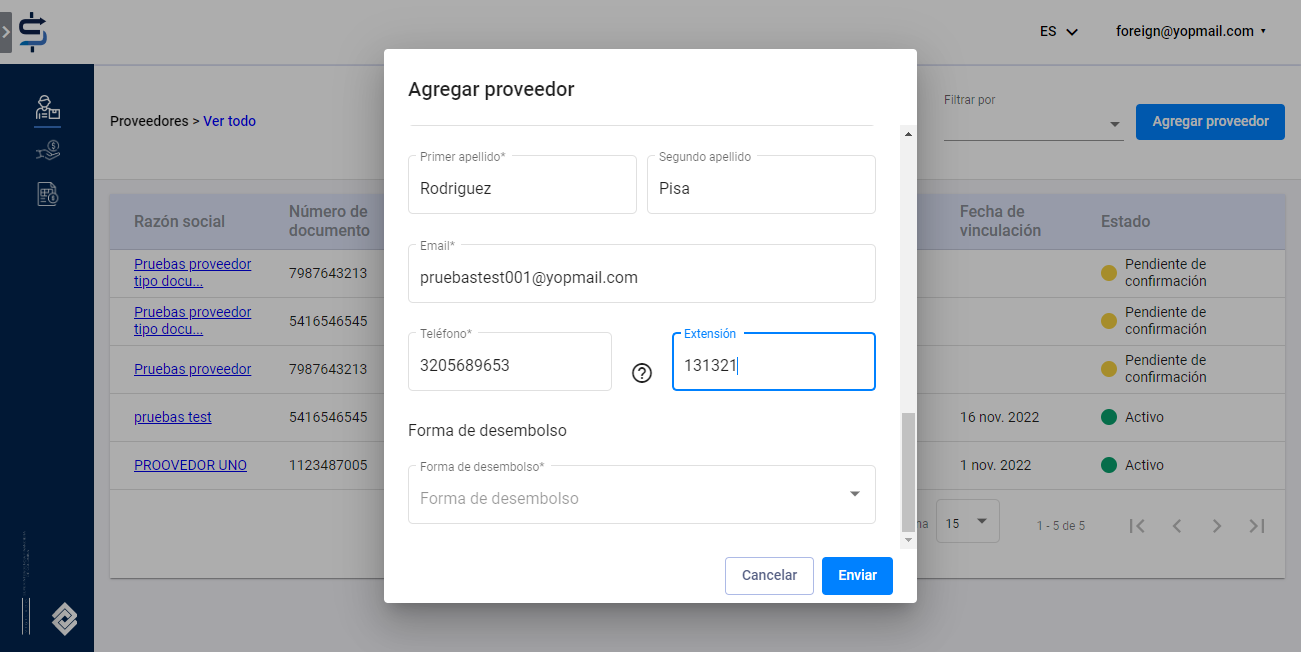 ES
foreign@yopmail.com
Proveedores > Ver todo
Filtrar por
Agregar proveedor
Razón social
Número de
documento
Fecha de
vinculación
Estado
Pruebas proveedor
tipo docu...
7987643213
Pendiente de
confirmación
Pruebas proveedor
tipo docu...
5416546545
Pendiente de
confirmación
Pruebas proveedor
7987643213
Pendiente de
confirmación
pruebas test
5416546545
16 nov. 2022
Activo
PROOVEDOR UNO
1123487005
1 nov. 2022
Activo
na
15
1 - 5 de 5
Agregar proveedor
Primer apellido*
Rodriguez
Segundo apellido
Pisa
Email*
pruebastest001@yopmail.com
Teléfono*
3205689653
?
Extensión
131321
Forma de desembolso
Forma de desembolso*
Forma de desembolso
Cancelar
Enviar